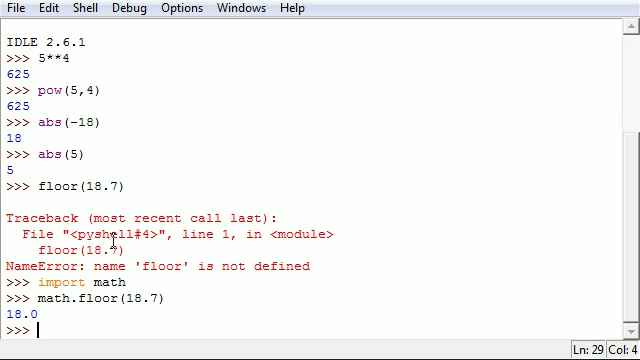 File Edit Shell Debug Options Windows Help
IDLE 2.6.1
>>> 5**4
625
>>> pow(5,4)
625
>>> abs(-18)
18
>>> abs(5)
5
>>> floor(18.7)
Traceback (most recent call last):
  File "<pyshell#4>", line 1, in <module>
    floor(18.7)
NameError: name 'floor' is not defined
>>> import math
>>> math.floor(18.7)
18.0
>>>
Ln: 29 Col: 4